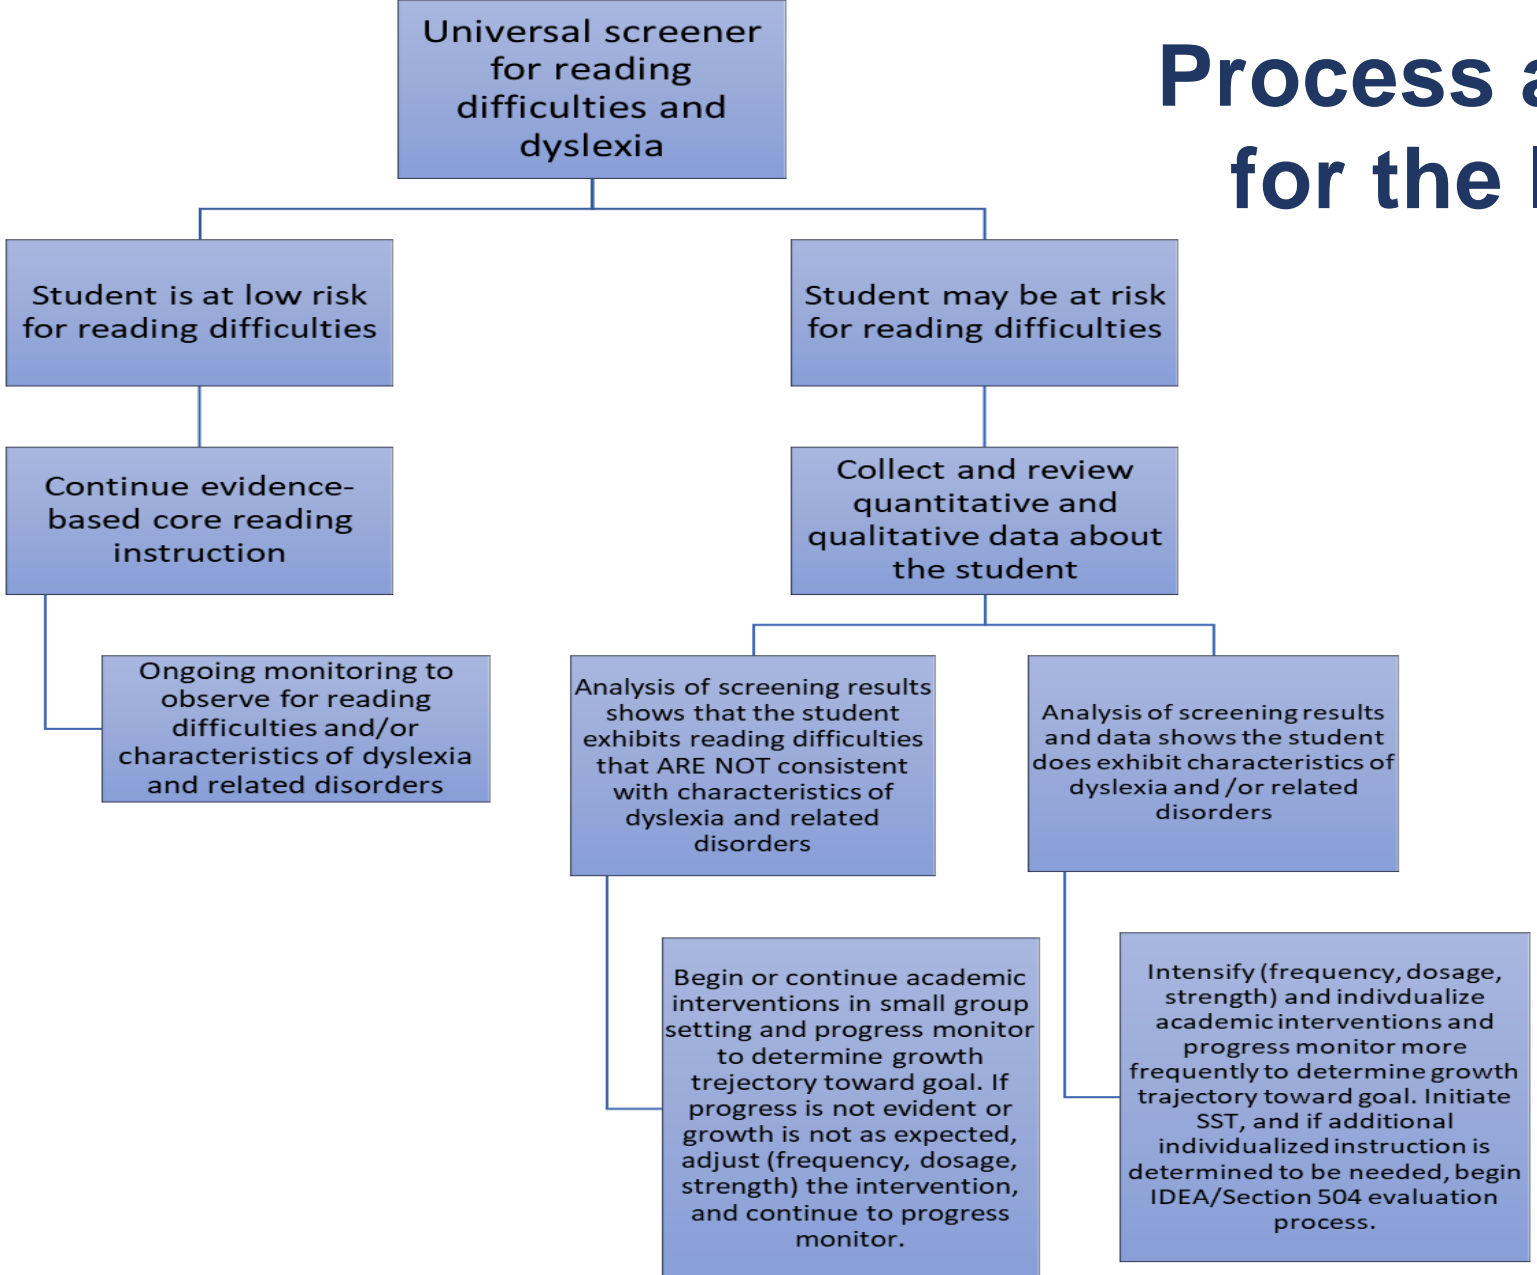 Universal screener
for reading
difficulties and
dyslexia
Process a
for the
Student is at low risk
for reading difficulties
Student may be at risk
for reading difficulties
Continue evidence-
based core reading
instruction
Collect and review
quantitative and
qualitative data about
the student
Ongoing monitoring to
observe for reading
difficulties and/or
characteristics of dyslexia
and related disorders
Analysis of screening results
shows that the student
exhibits reading difficulties
that ARE NOT consistent
with characteristics of
dyslexia and related
disorders
Analysis of screening results
and data shows the student
does exhibit characteristics of
dyslexia and /or related
disorders
Begin or continue academic
interventions in small group
setting and progress monitor
to determine growth
trejectory toward goal. If
progress is not evident or
growth is not as expected,
adjust (frequency, dosage,
strength) the intervention,
and continue to progress
monitor.
Intensify (frequency, dosage,
strength) and indivdualize
academic interventions and
progress monitor more
frequently to determine growth
trajectory toward goal. Initiate
SST, and if additional
individualized instruction is
determined to be needed, begin
IDEA/Section 504 evaluation
process.